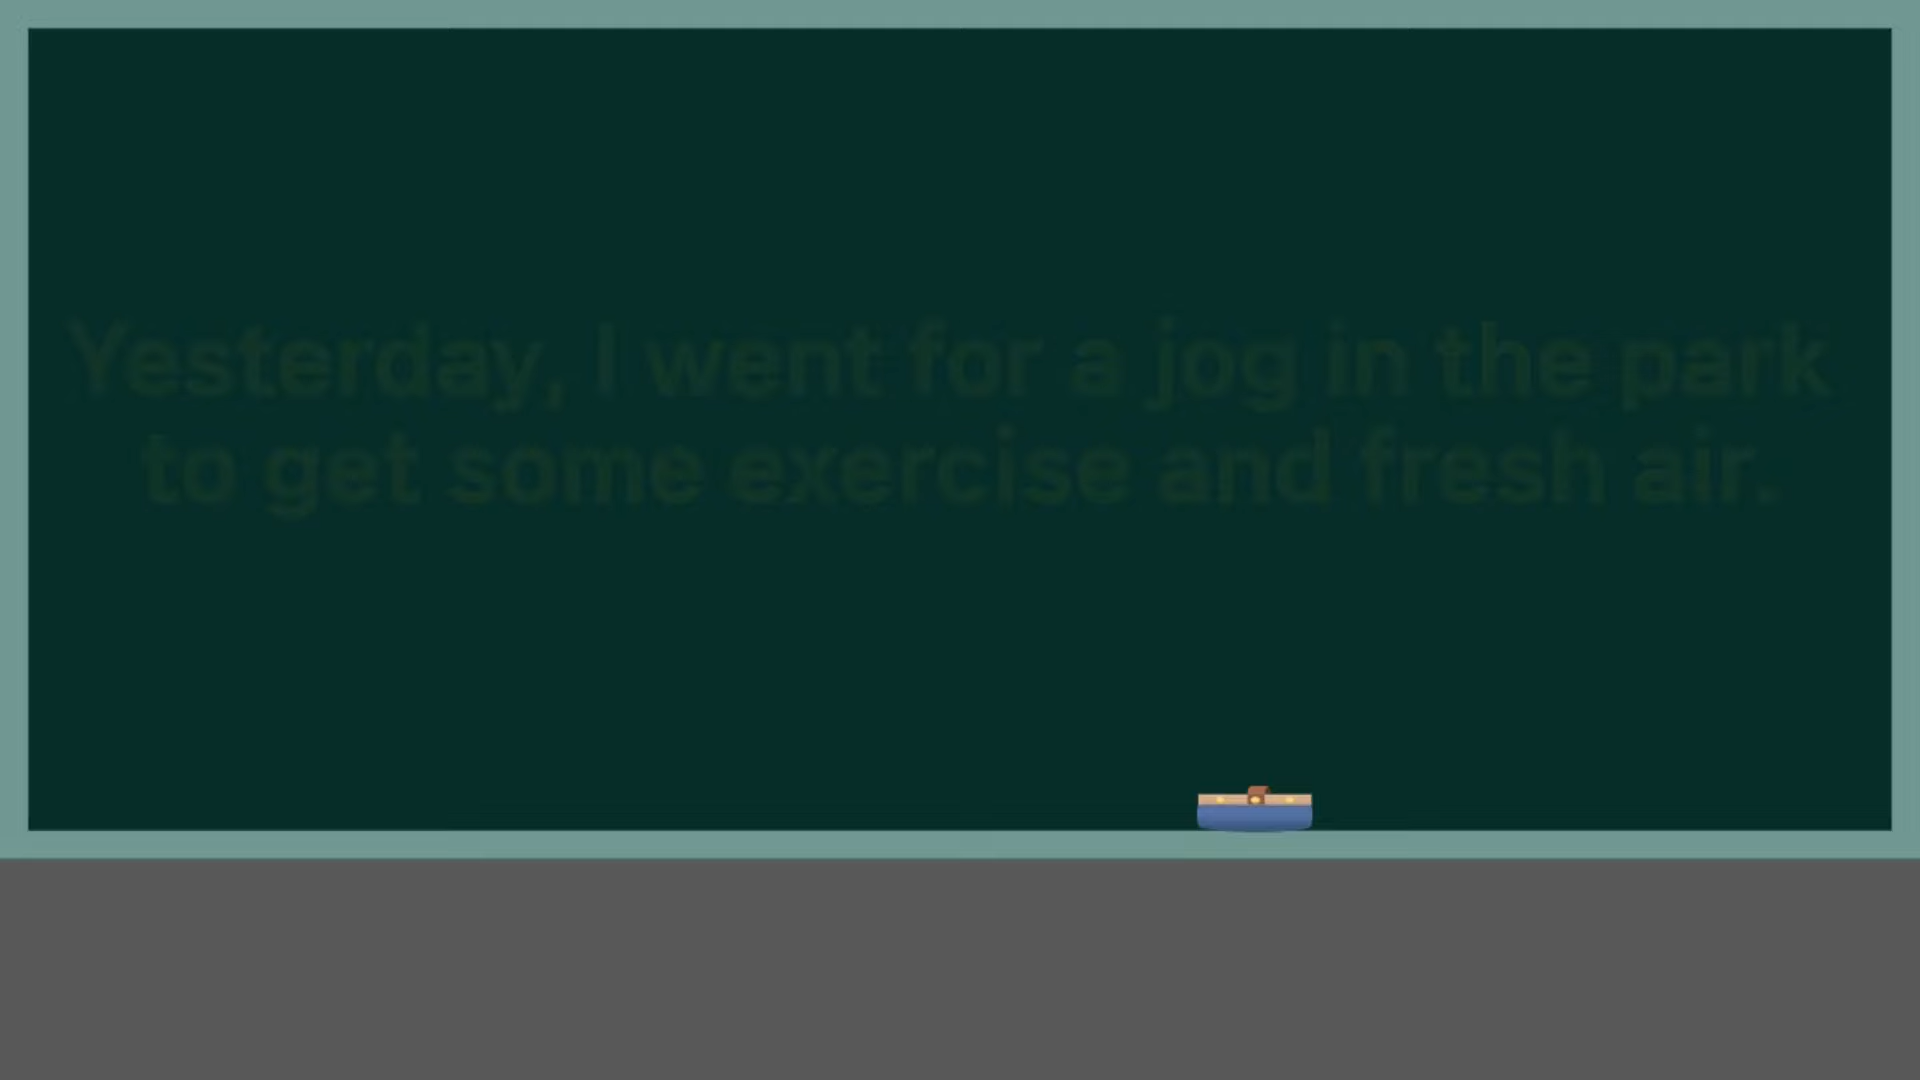 Yesterday, I went for a jog in the park
to get some exercise and fresh air.